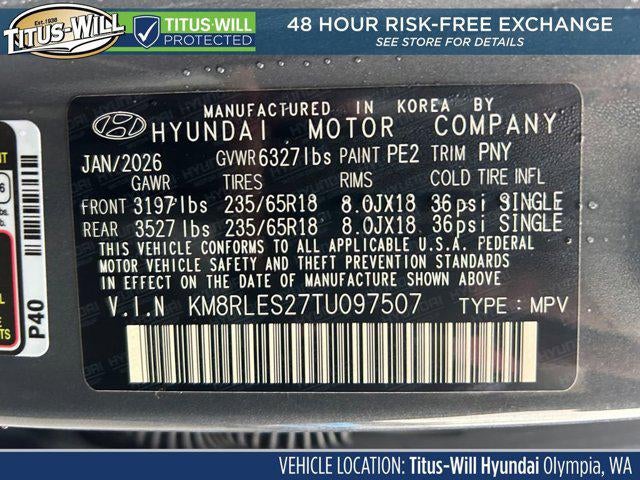 Est. 1938
TITUS-WILL
TITUS-WILL
PROTECTED
48 HOUR RISK-FREE EXCHANGE
SEE STORE FOR DETAILS
MANUFACTURED IN KOREA BY
HYUNDAI MOTOR COMPANY
JAN/2026 GVWR 6327lbs PAINT PE2 TRIM PNY
GAWR TIRES RIMS COLD TIRE INFL
FRONT 3197lbs 235/65R18 8.0JX18 36psi SINGLE
REAR 3527lbs 235/65R18 8.0JX18 36psi SINGLE
THIS VEHICLE CONFORMS TO ALL APPLICABLE U.S.A. FEDERAL
MOTOR VEHICLE SAFETY AND THEFT PREVENTION STANDARDS
IN EFFECT ON THE DATE OF MANUFACTURE SHOWN ABOVE.
V.I.N KM8RLES27TU097507 TYPE : MPV
P40
VEHICLE LOCATION: Titus-Will Hyundai Olympia, WA